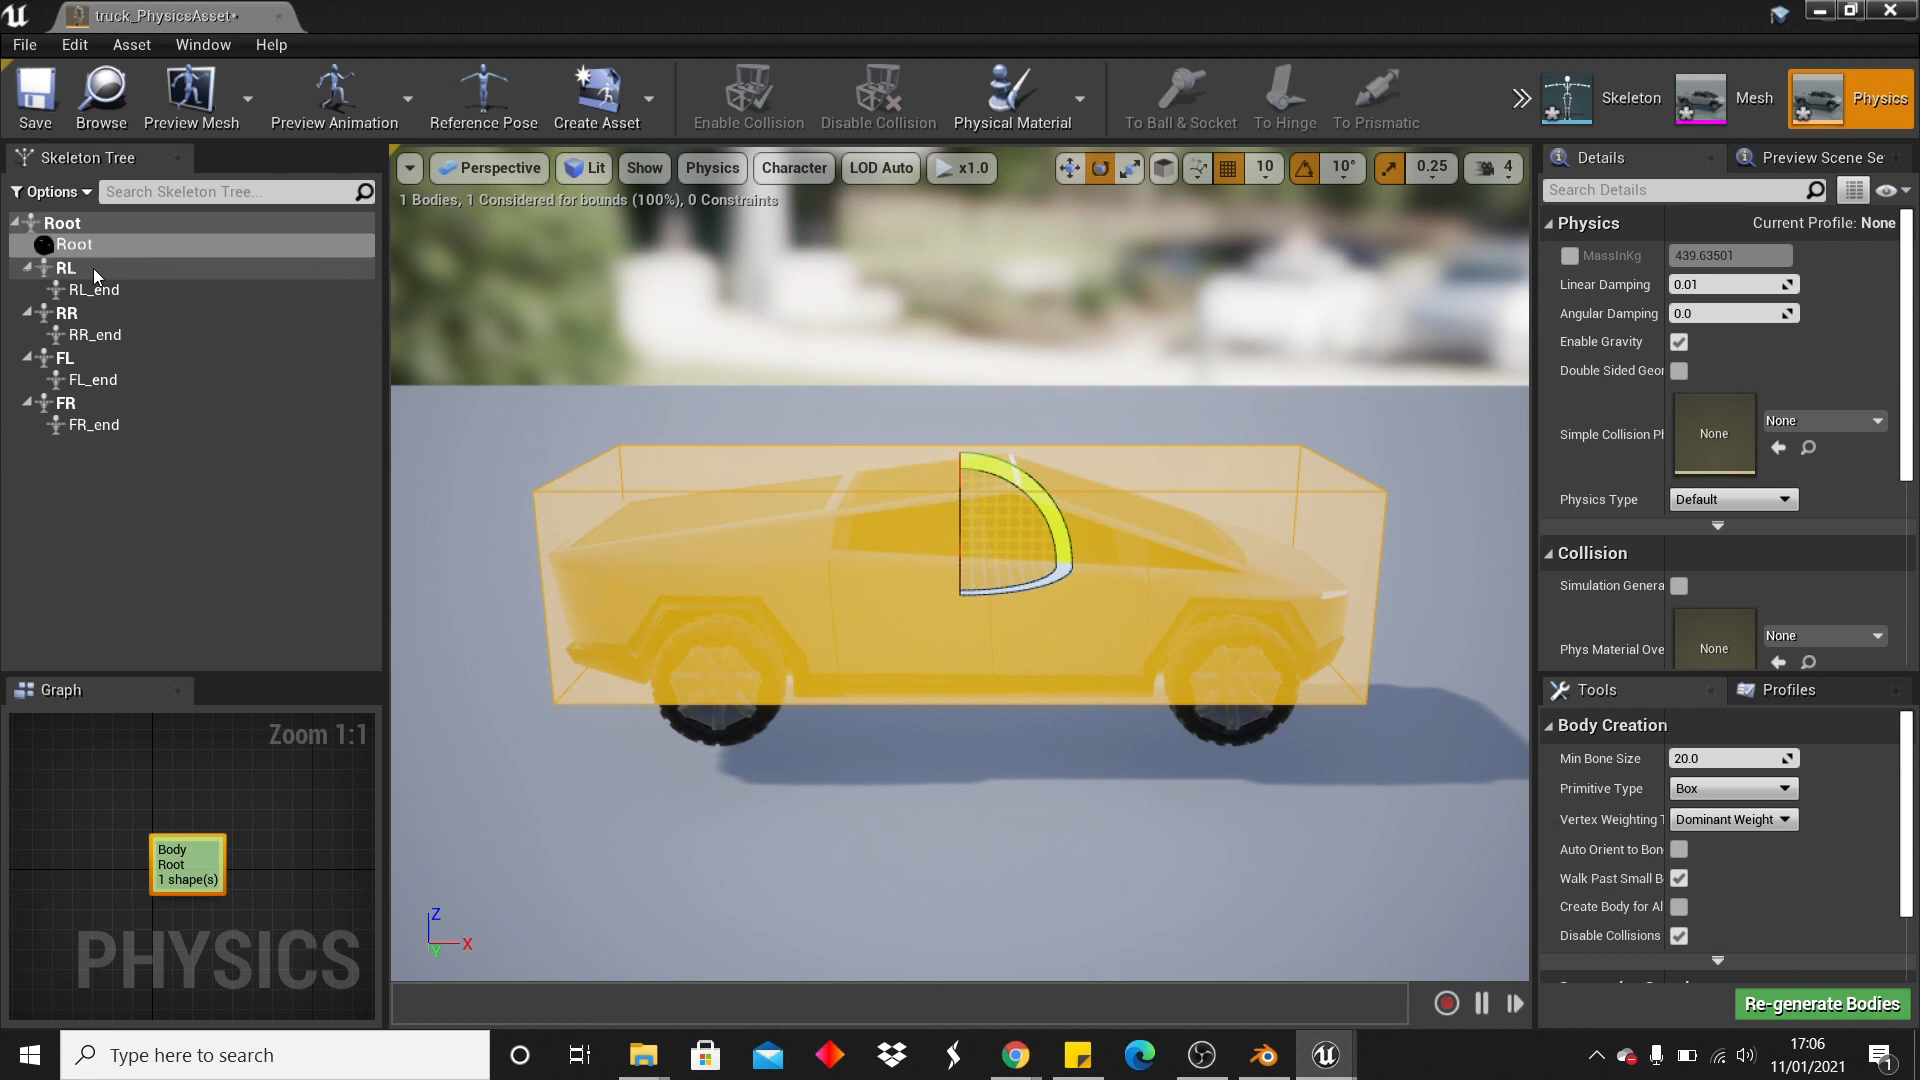 truck_PhysicsAsset*
File Edit Asset Window Help
Save Browse Preview Mesh Preview Animation Reference Pose Create Asset Enable Collision Disable Collision Physical Material To Ball & Socket To Hinge To Prismatic Skeleton Mesh Physics
Skeleton Tree
Options Search Skeleton Tree...
Root
Root
RL
RL_end
RR
RR_end
FL
FL_end
FR
FR_end
Perspective Lit Show Physics Character LOD Auto x1.0 10 10° 0.25 4
1 Bodies, 1 Considered for bounds (100%), 0 Constraints
Z
X
Y
Details Preview Scene Se
Search Details
Physics Current Profile: None
MassInKg 439.63501
Linear Damping 0.01
Angular Damping 0.0
Enable Gravity
Double Sided Geor
Simple Collision Pl None None
Physics Type Default
Collision
Simulation Genera
Phys Material Ove None None
Graph
Zoom 1:1
Body
Root
1 shape(s)
PHYSICS
Tools Profiles
Body Creation
Min Bone Size 20.0
Primitive Type Box
Vertex Weighting T Dominant Weight
Auto Orient to Bon
Walk Past Small B
Create Body for Al
Disable Collisions
Re-generate Bodies
Type here to search
17:06
11/01/2021
1